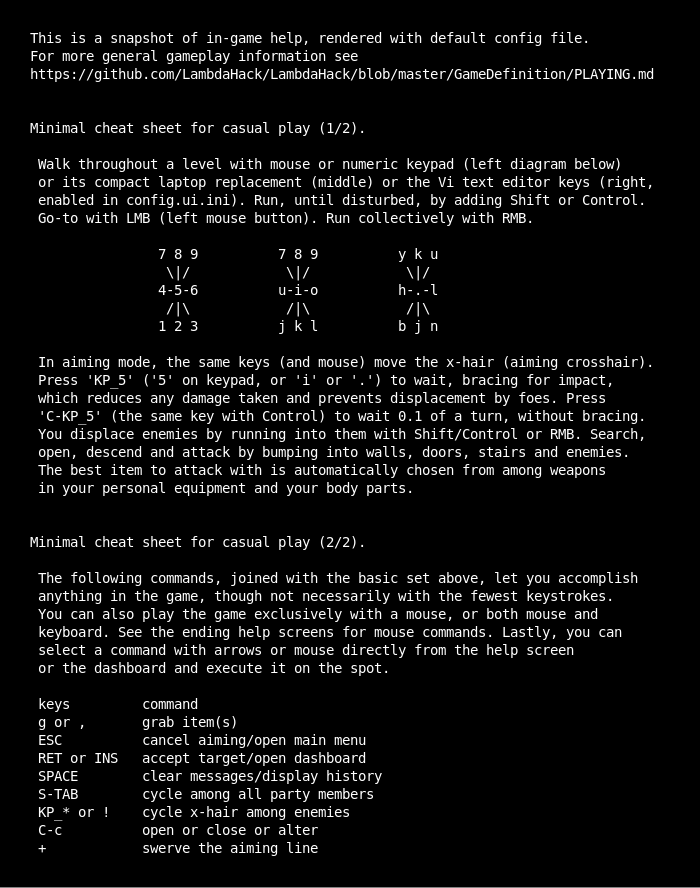 This is a snapshot of in-game help, rendered with default config file.
For more general gameplay information see
https://github.com/LambdaHack/LambdaHack/blob/master/GameDefinition/PLAYING.md

Minimal cheat sheet for casual play (1/2).

 Walk throughout a level with mouse or numeric keypad (left diagram below)
 or its compact laptop replacement (middle) or the Vi text editor keys (right,
 enabled in config.ui.ini). Run, until disturbed, by adding Shift or Control.
 Go-to with LMB (left mouse button). Run collectively with RMB.

                7 8 9          7 8 9          y k u
                 \|/            \|/            \|/
                4-5-6          u-i-o          h-.-l
                 /|\            /|\            /|\
                1 2 3          j k l          b j n

 In aiming mode, the same keys (and mouse) move the x-hair (aiming crosshair).
 Press 'KP_5' ('5' on keypad, or 'i' or '.') to wait, bracing for impact,
 which reduces any damage taken and prevents displacement by foes. Press
 'C-KP_5' (the same key with Control) to wait 0.1 of a turn, without bracing.
 You displace enemies by running into them with Shift/Control or RMB. Search,
 open, descend and attack by bumping into walls, doors, stairs and enemies.
 The best item to attack with is automatically chosen from among weapons
 in your personal equipment and your body parts.

Minimal cheat sheet for casual play (2/2).

 The following commands, joined with the basic set above, let you accomplish
 anything in the game, though not necessarily with the fewest keystrokes.
 You can also play the game exclusively with a mouse, or both mouse and
 keyboard. See the ending help screens for mouse commands. Lastly, you can
 select a command with arrows or mouse directly from the help screen
 or the dashboard and execute it on the spot.

 keys         command
 g or ,       grab item(s)
 ESC          cancel aiming/open main menu
 RET or INS   accept target/open dashboard
 SPACE        clear messages/display history
 S-TAB        cycle among all party members
 KP_* or !    cycle x-hair among enemies
 C-c          open or close or alter
 +            swerve the aiming line